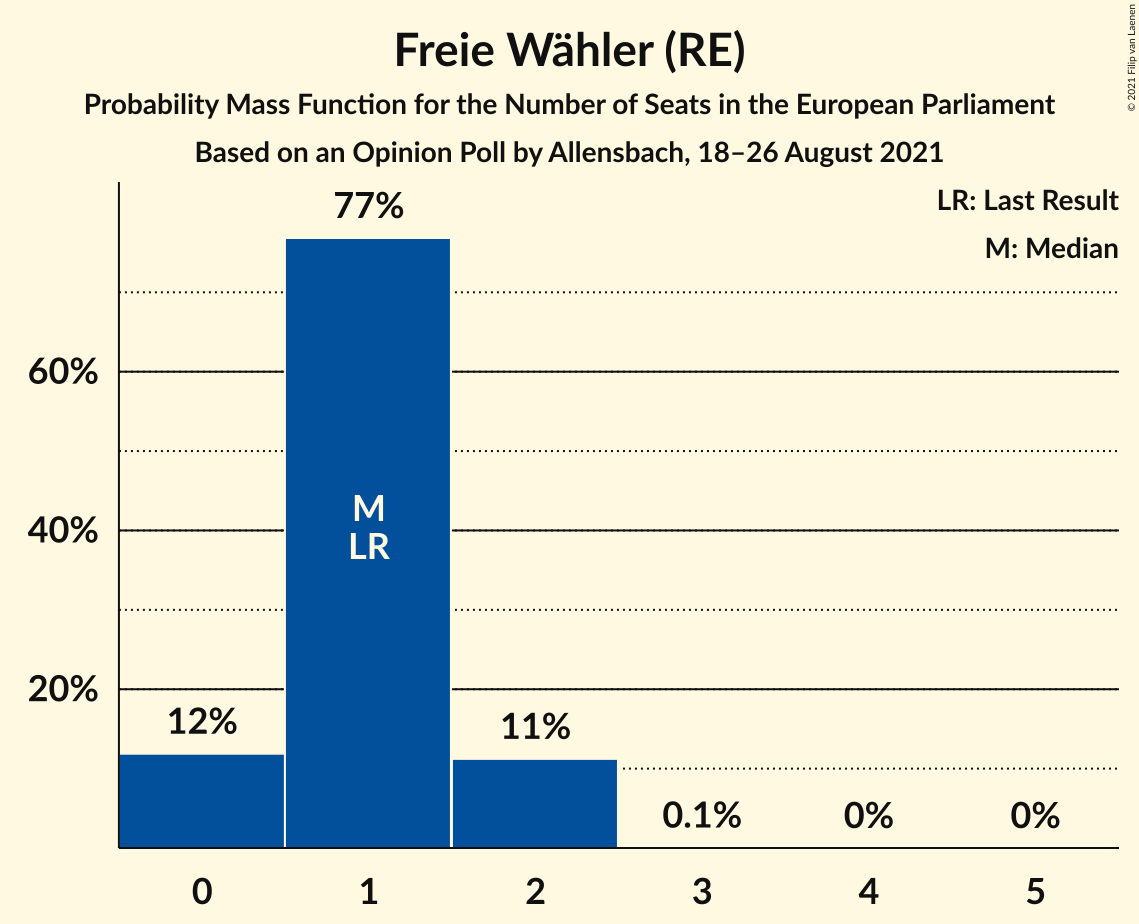 Freie Wähler (RE)
Probability Mass Function for the Number of Seats in the European Parliament
Based on an Opinion Poll by Allensbach, 18–26 August 2021
© 2021 Filip van Laenen
LR: Last Result
M: Median
77%
60%
40%
20%
M
LR
12%
11%
0.1%
0%
0%
0
1
2
3
4
5